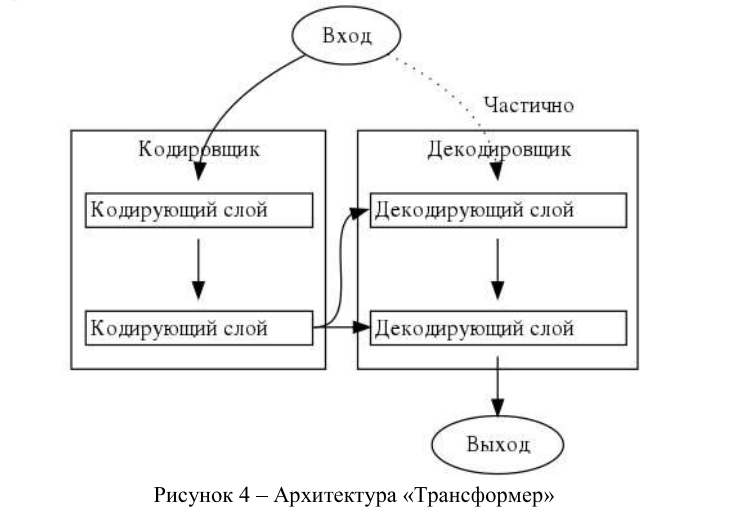 Вход
Частично
Кодировщик
Декодировщик
Кодирующий слой
Декодирующий слой
Кодирующий слой
Декодирующий слой
Выход
Рисунок 4 – Архитектура «Трансформер»